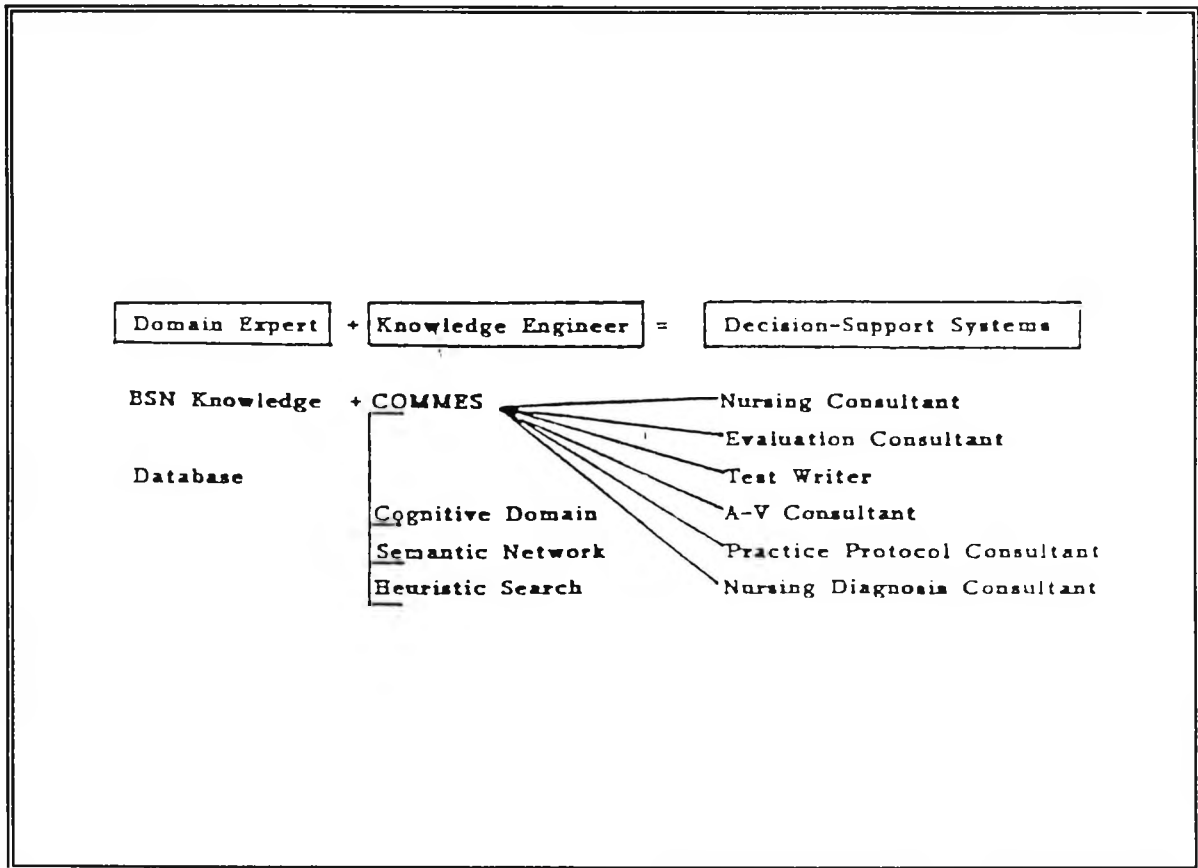 Domain Expert + Knowledge Engineer = Decision-Support Systems
BSN Knowledge + COMMES Nursing Consultant
Evaluation Consultant
Database Test Writer
Cognitive Domain A-V Consultant
Semantic Network Practice Protocol Consultant
Heuristic Search Nursing Diagnosis Consultant